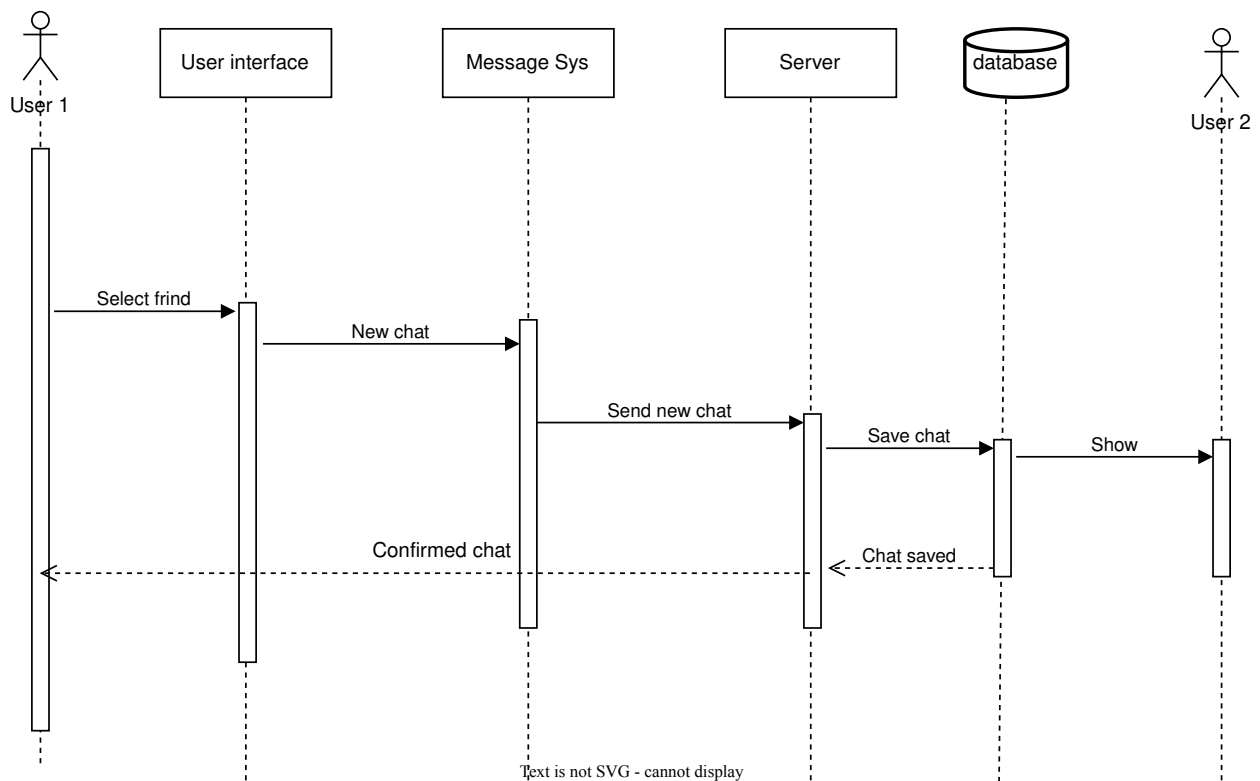 User 1
User interface
Message Sys
Server
database
User 2
Select frind
New chat
Send new chat
Save chat
Show
Confirmed chat
Chat saved
Text is not SVG - cannot display